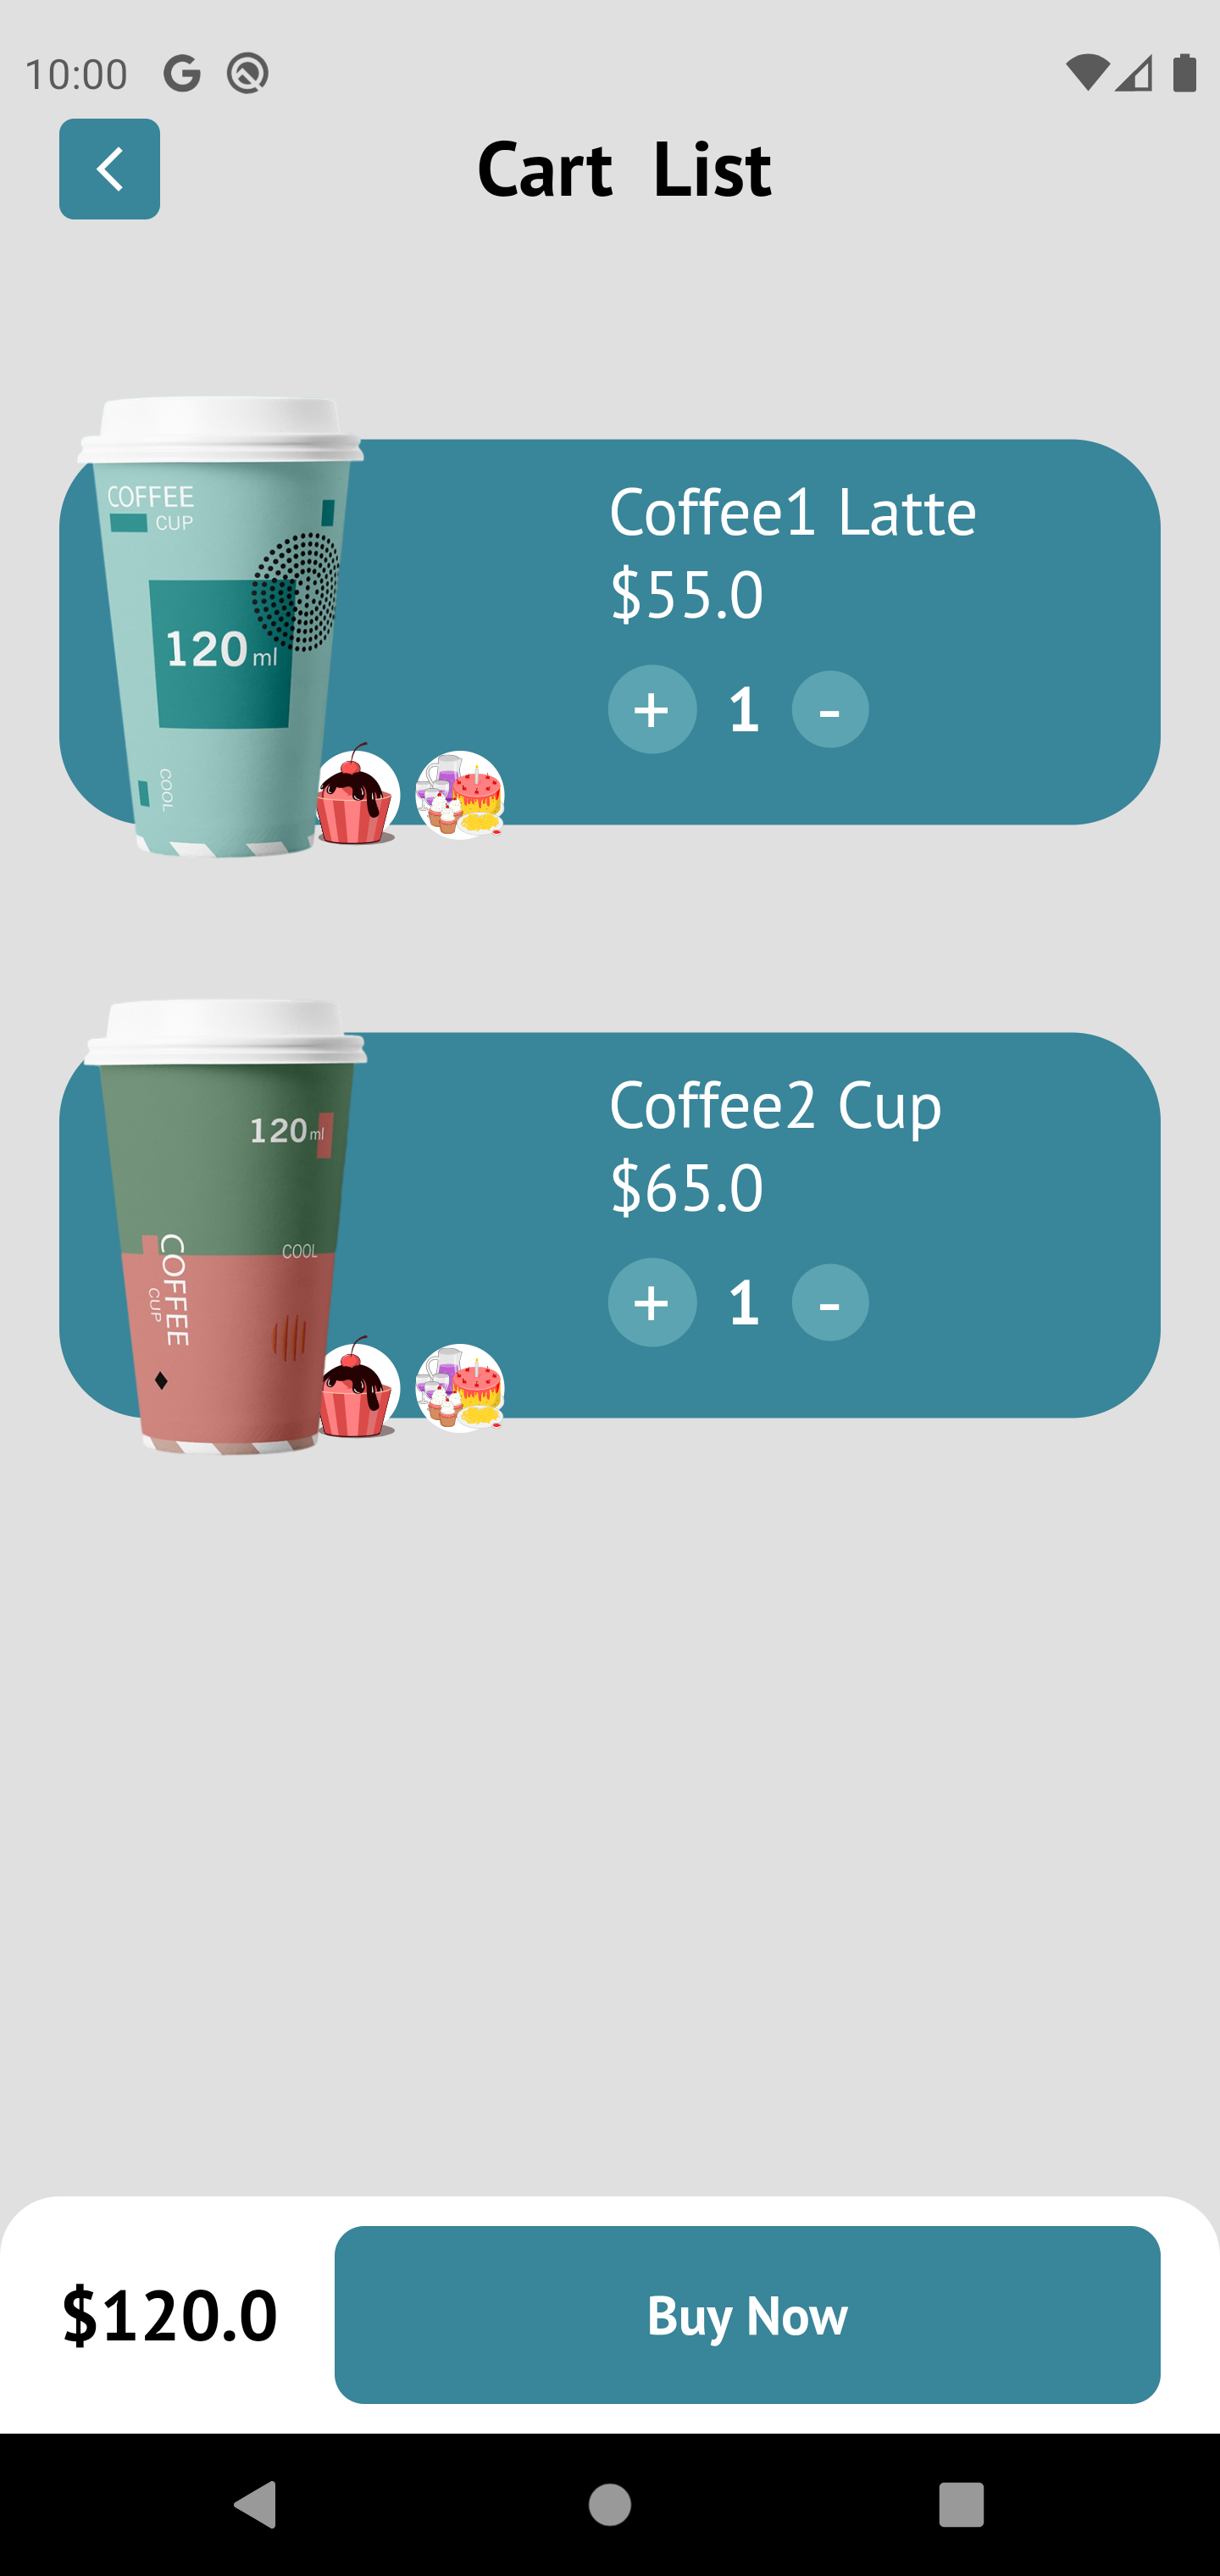 10:00
Cart List
COFFEE
CUP
120 ml
COOL
Coffee1 Latte
$55.0
+ 1 -
120 ml
COOL
COFFEE
CUP
Coffee2 Cup
$65.0
+ 1 -
$120.0
Buy Now